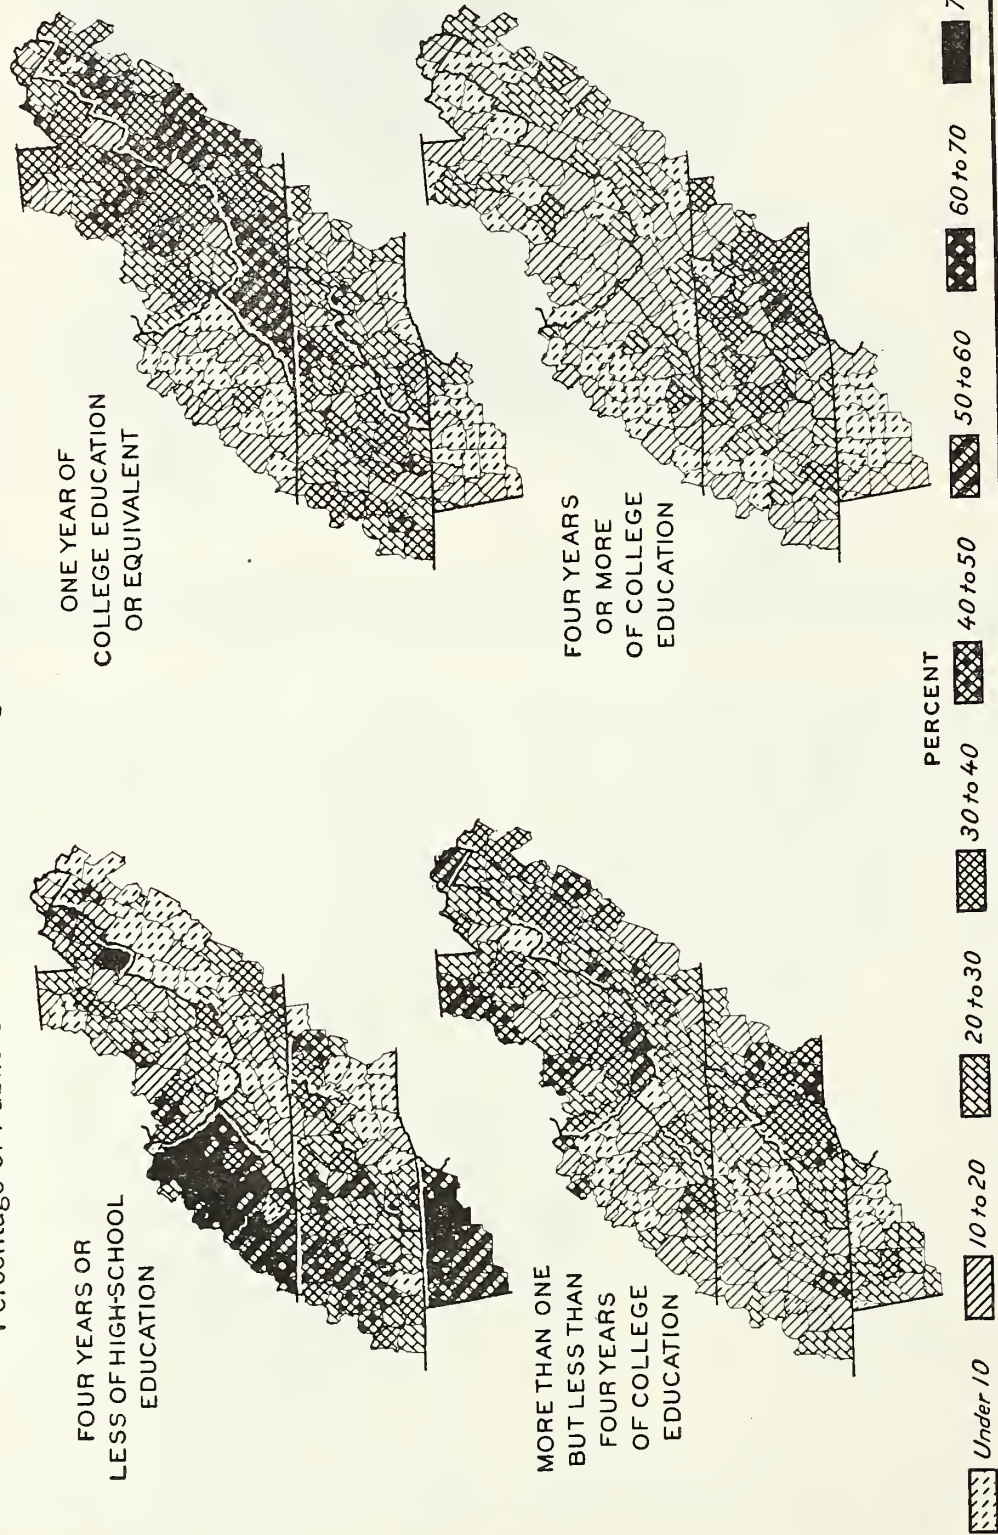 FOUR YEARS OR
LESS OF HIGH-SCHOOL
EDUCATION
ONE YEAR OF
COLLEGE EDUCATION
OR EQUIVALENT
MORE THAN ONE
BUT LESS THAN
FOUR YEARS
OF COLLEGE
EDUCATION
FOUR YEARS
OR MORE
OF COLLEGE
EDUCATION
PERCENT
Under 10
10 to 20
20 to 30
30 to 40
40 to 50
50 to 60
60 to 70
7